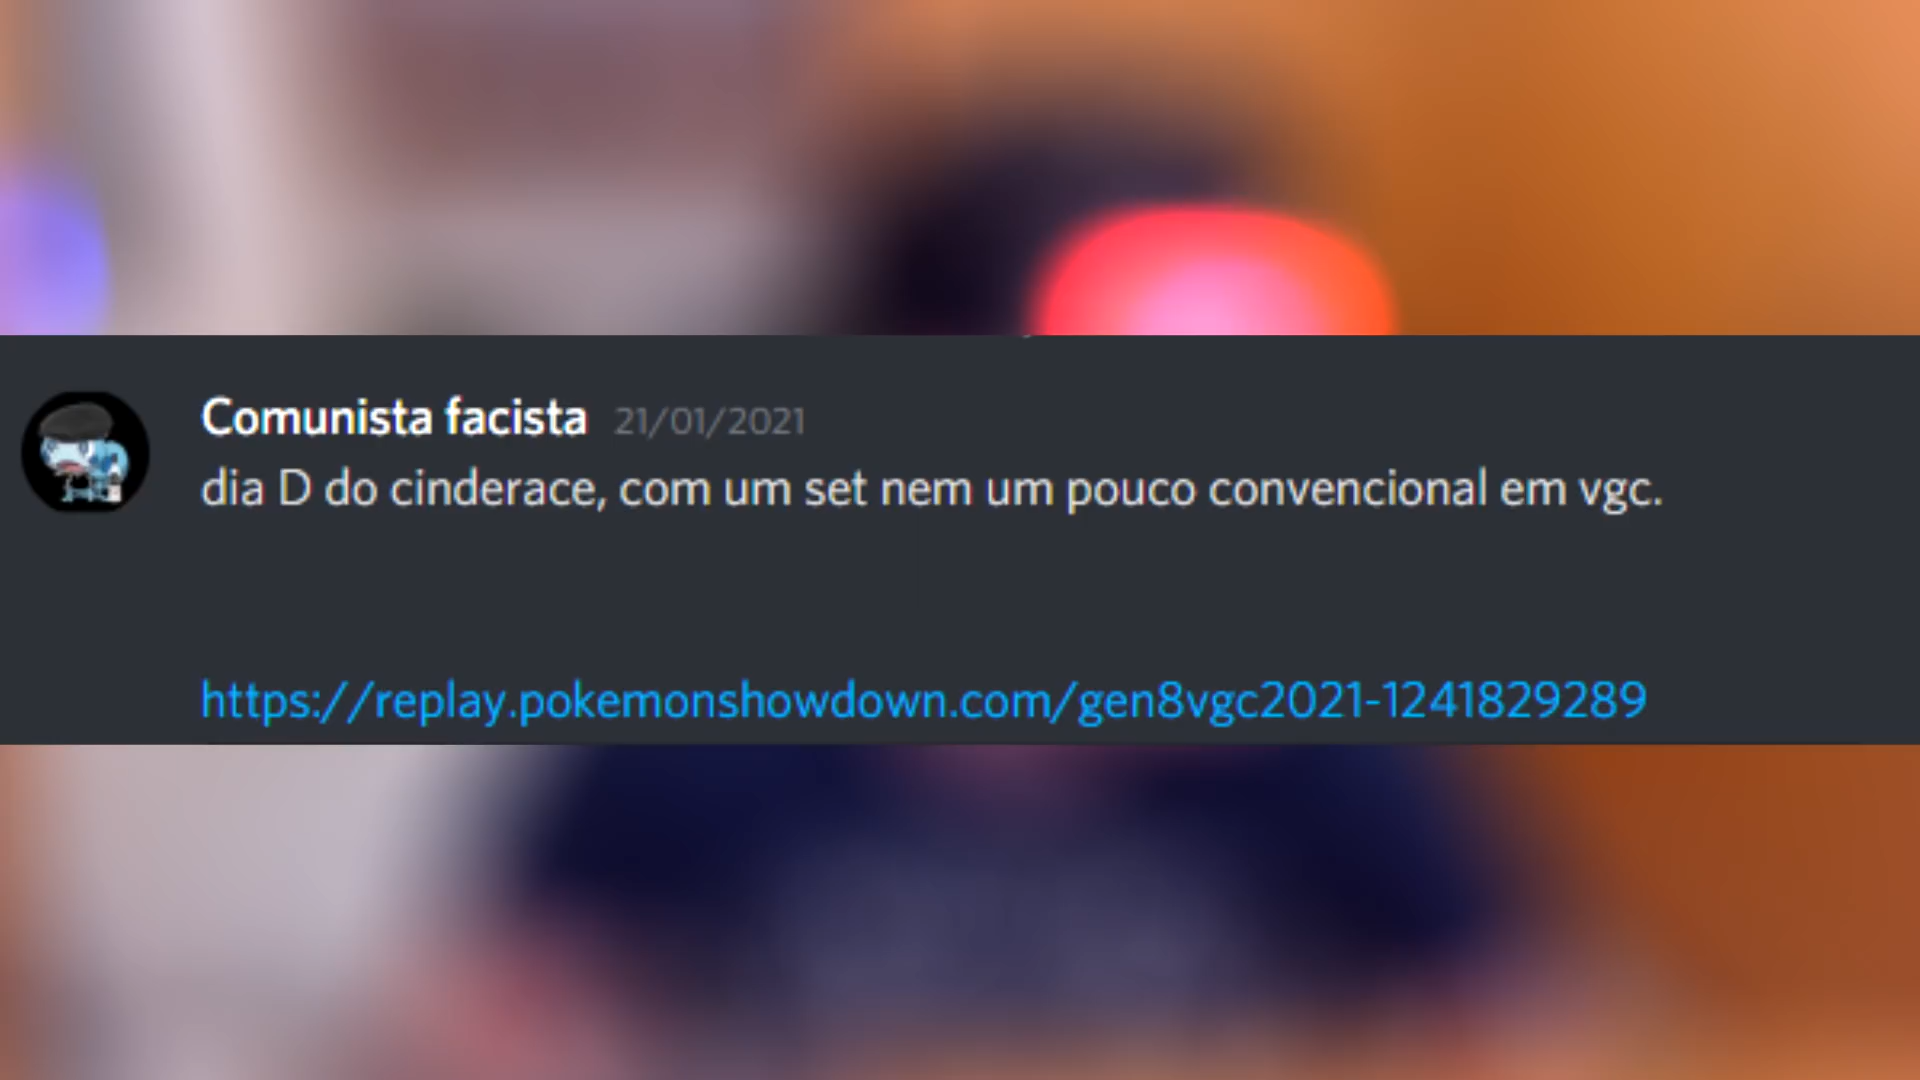 Comunista facista 21/01/2021
dia D do cinderace, com um set nem um pouco convencional em vgc.
https://replay.pokemonshowdown.com/gen8vgc2021-1241829289